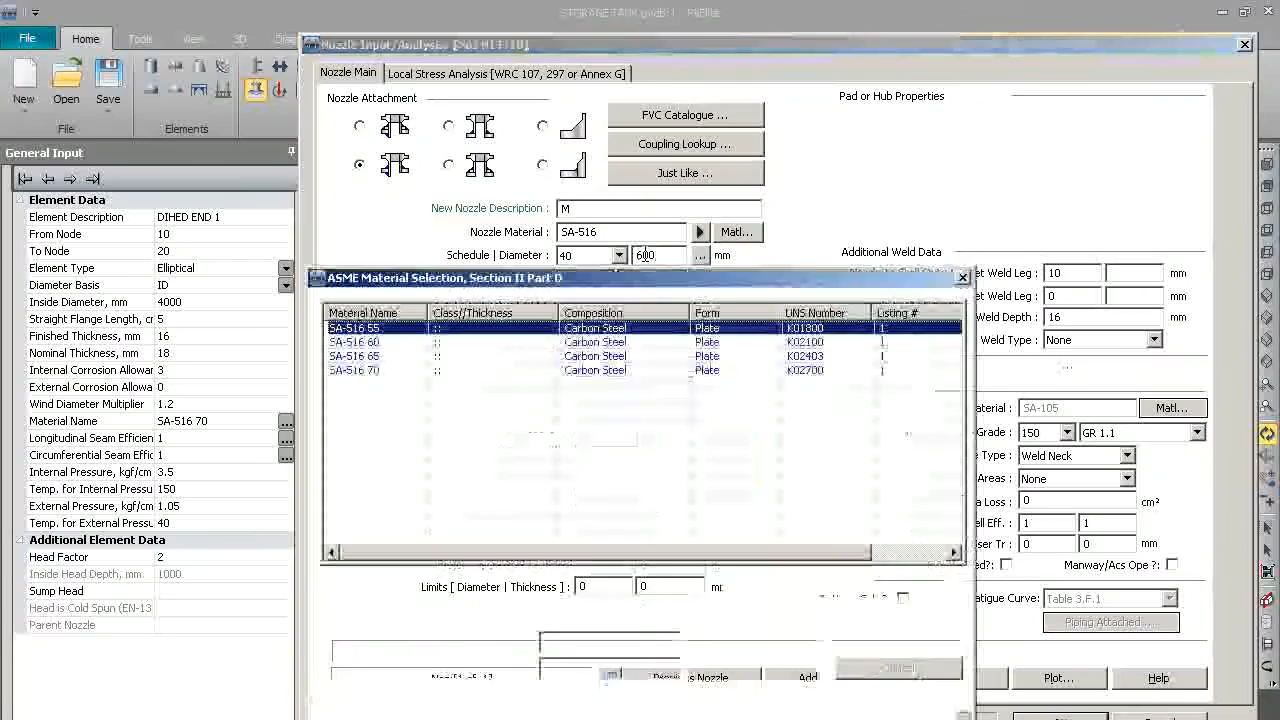 File
Home
Tools
View
3D
New
Open
Save
File
Elements
General Input
Element Data
Element Description DIHED END 1
From Node 10
To Node 20
Element Type Elliptical
Diameter Basis ID
Inside Diameter, mm 4000
Straight Flange Length, 5
Finished Thickness, mm 16
Nominal Thickness, mm 18
Internal Corrosion Allow 3
External Corrosion Allow 0
Wind Diameter Multiplier 1.2
Material Name SA-516 70
Longitudinal Seam Efficien 1
Circumferential Seam Efficien 1
Internal Pressure, kgf/cm 3.5
Temp. for Internal Pressu 150
External Pressure, kgf/cm 1.05
Temp. for External Pressu 40
Additional Element Data
Head Factor 2
Inside Head Depth, mm 1000
Sump Head
Head is Cold Spun (EN-13
Parent Nozzle
Nozzle Main
Local Stress Analysis [WRC 107, 297 or Annex G]
Nozzle Attachment
FVC Catalogue ...
Coupling Lookup ...
Just Like ...
New Nozzle Description : M
Nozzle Material : SA-516 Matl...
Schedule | Diameter : 40 600 ... mm
Pad or Hub Properties
Additional Weld Data
et Weld Leg : 10 mm
et Weld Leg : 0 mm
Weld Depth : 16 mm
Weld Type : None
aterial : SA-105 Matl...
Grade : 150 GR 1.1
Weld Neck
Areas : None
a Loss : 0 cm²
ell Eff. : 1 1
ser Tr : 0 0 mm
d?: Manway/Acs Ope ?:
atigue Curve: Table 3.F.1
Piping Attached ...
Plot...
Help
ASME Material Selection, Section II Part D
Material Name Class//Thickness Composition Form UNS Number Listing #
SA-516 55 :: Carbon Steel Plate K01800 1
SA-516 60 :: Carbon Steel Plate K02100 1
SA-516 65 :: Carbon Steel Plate K02403 1
SA-516 70 :: Carbon Steel Plate K02700 1
Limits [ Diameter | Thickness ] : 0 0
s Nozzle
Add